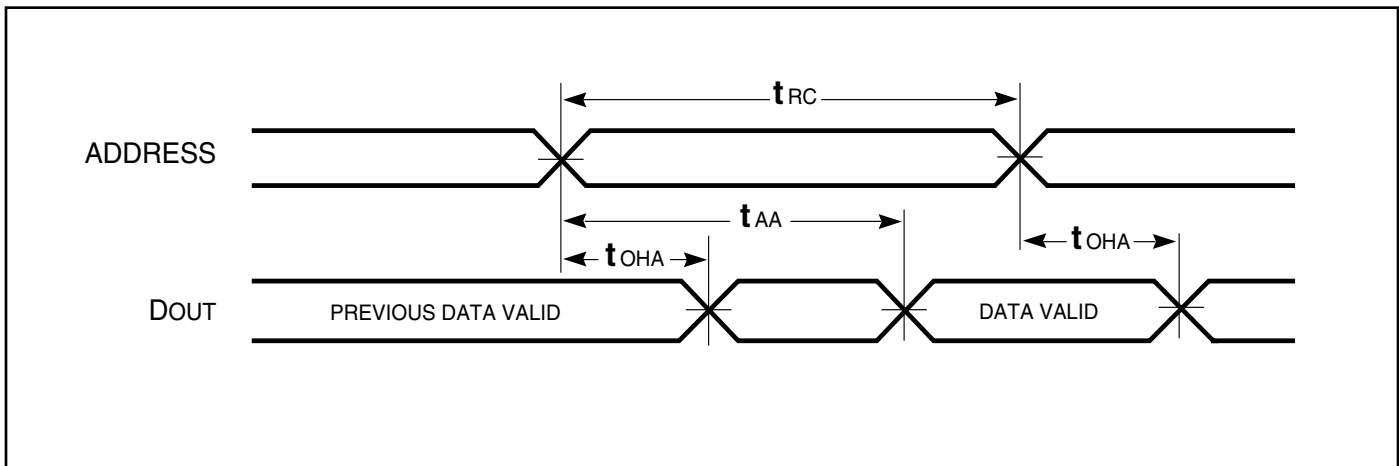 tRC
ADDRESS
tAA
tOHA
tOHA
DOUT
PREVIOUS DATA VALID
DATA VALID